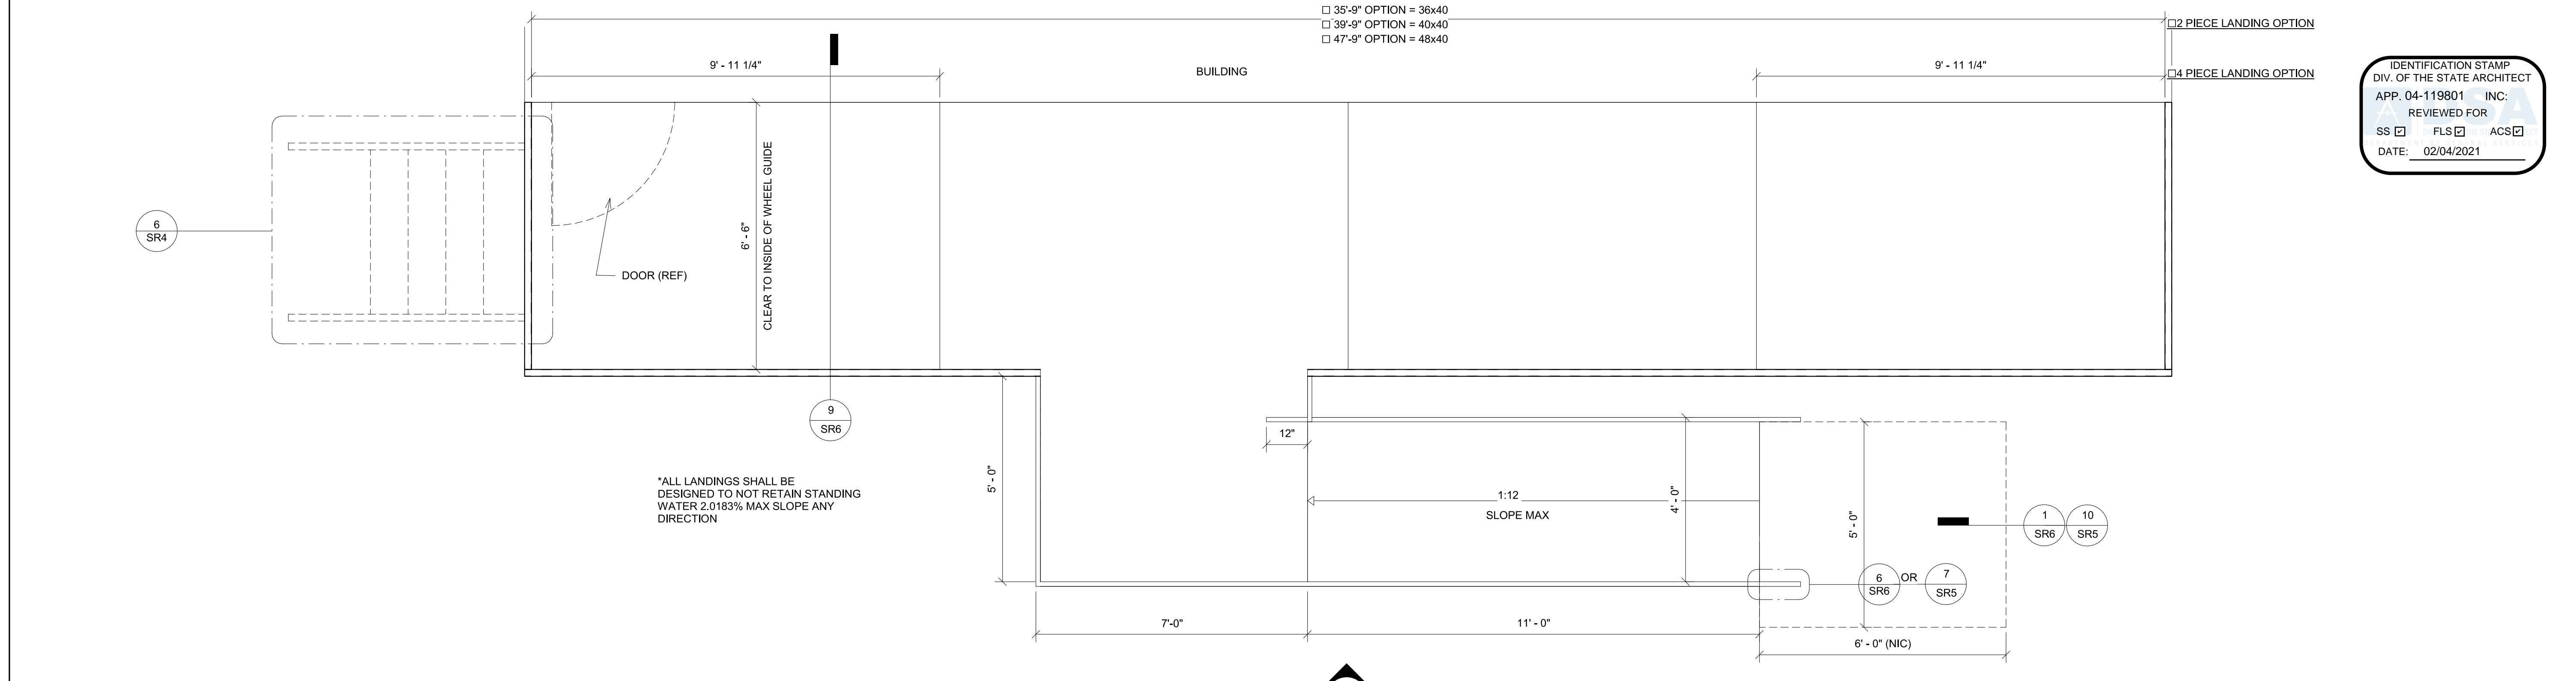 □ 35'-9" OPTION = 36x40
□ 39'-9" OPTION = 40x40
□ 47'-9" OPTION = 48x40
□2 PIECE LANDING OPTION
9' - 11 1/4"
BUILDING
9' - 11 1/4"
□4 PIECE LANDING OPTION
IDENTIFICATION STAMP
DIV. OF THE STATE ARCHITECT
APP. 04-119801 INC:
REVIEWED FOR
SS ☑ FLS ☑ ACS ☑
DATE: 02/04/2021
DSA
6
SR4
DOOR (REF)
6' - 6"
CLEAR TO INSIDE OF WHEEL GUIDE
9
SR6
12"
5' - 0"
*ALL LANDINGS SHALL BE
DESIGNED TO NOT RETAIN STANDING
WATER 2.0183% MAX SLOPE ANY
DIRECTION
1:12
SLOPE MAX
4' - 0"
5' - 0"
1
SR6
10
SR5
6
SR6
OR
7
SR5
7'-0"
11' - 0"
6' - 0" (NIC)